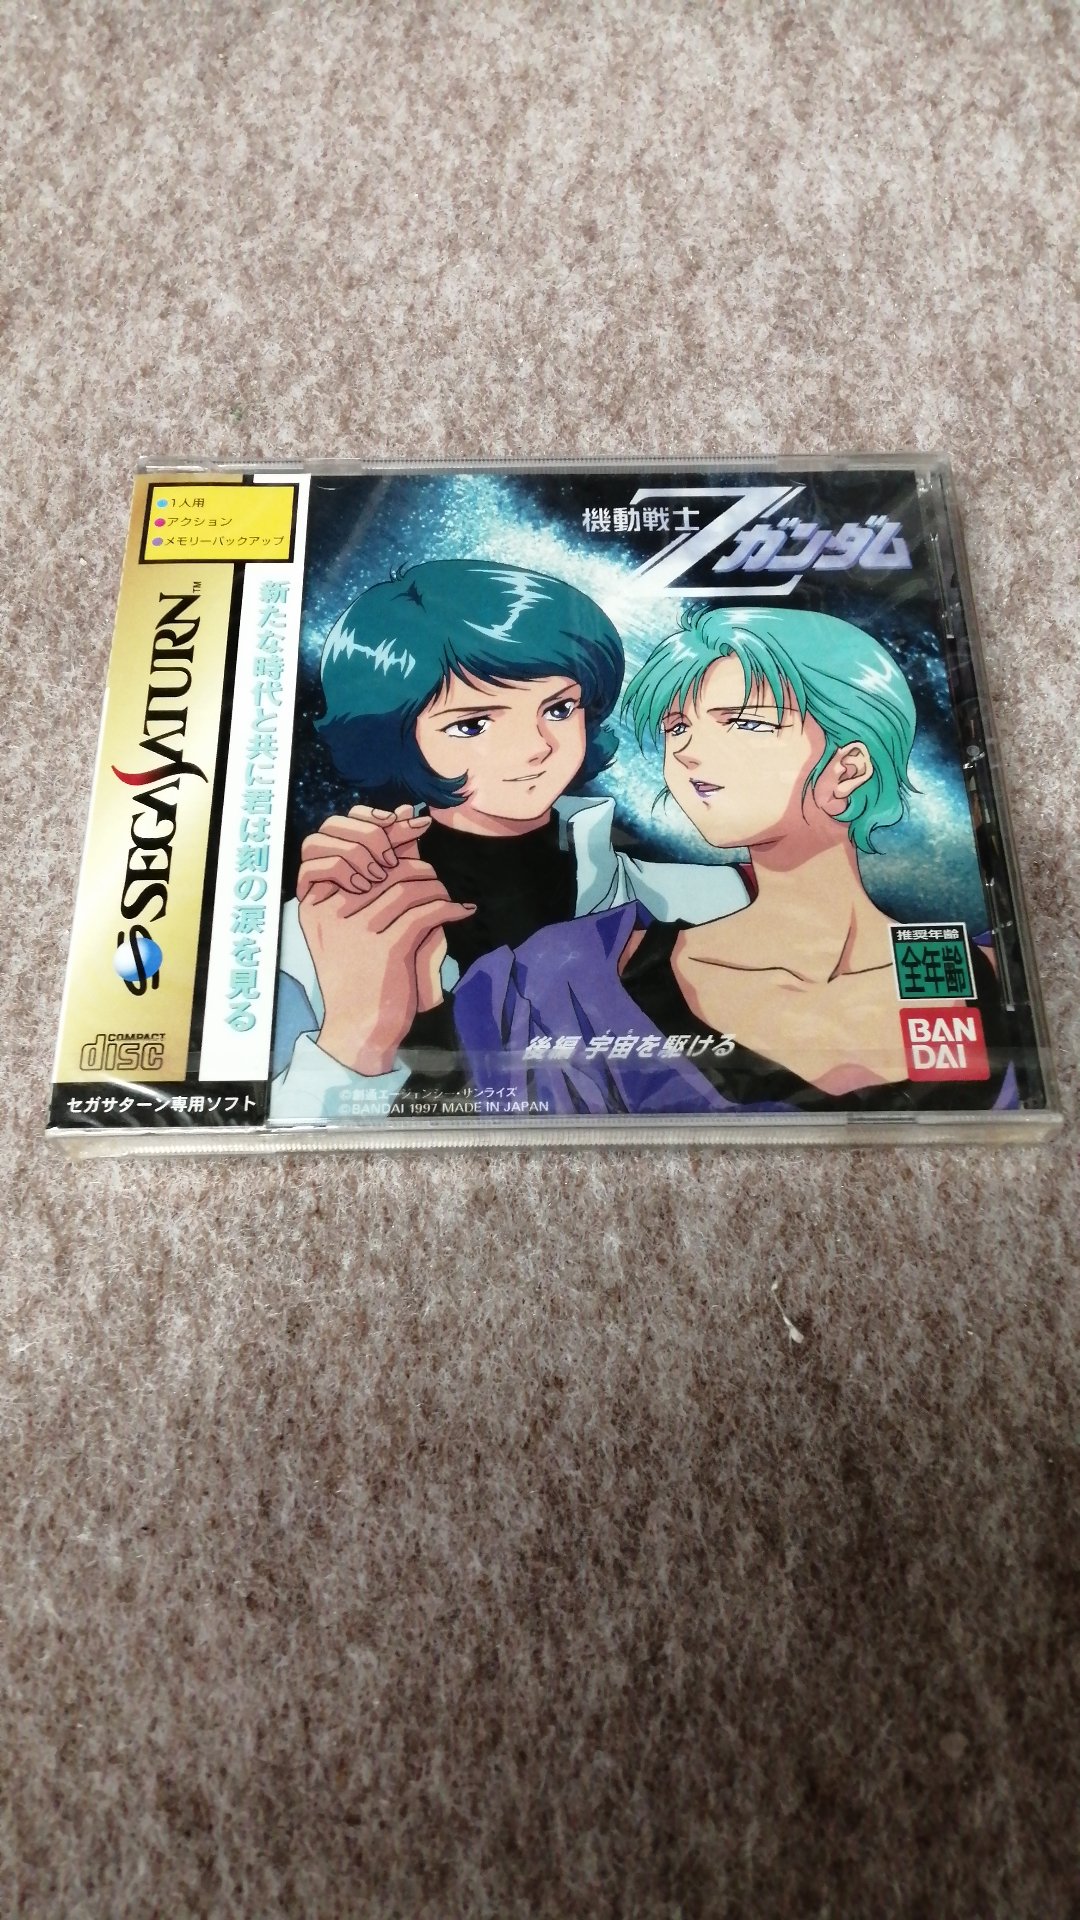 ●1人用
●アクション
●メモリーバックアップ
SEGA SATURN™
COMPACT
disc
セガサターン専用ソフト
新たな時代と共に君は刻の涙を見る
機動戦士Zガンダム
推奨年齢
全年齢
BAN
DAI
後編 宇宙を駆ける
©創通エージェンシー・サンライズ
©BANDAI 1997 MADE IN JAPAN